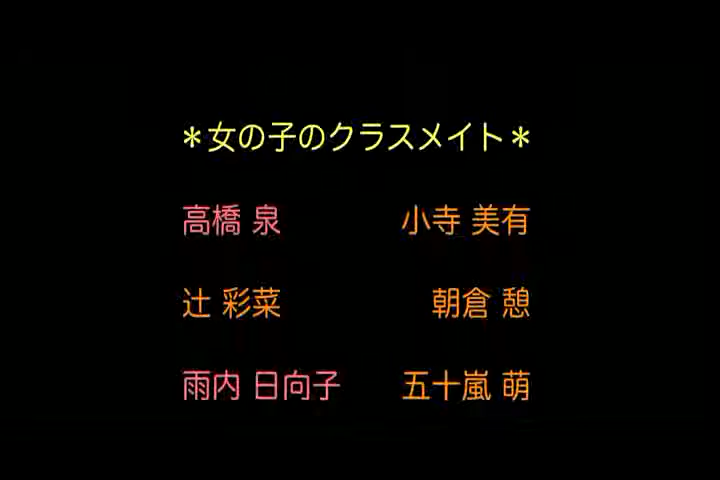 ＊女の子のクラスメイト＊
高橋 泉 小寺 美有
辻 彩菜 朝倉 憩
雨内 日向子 五十嵐 萌